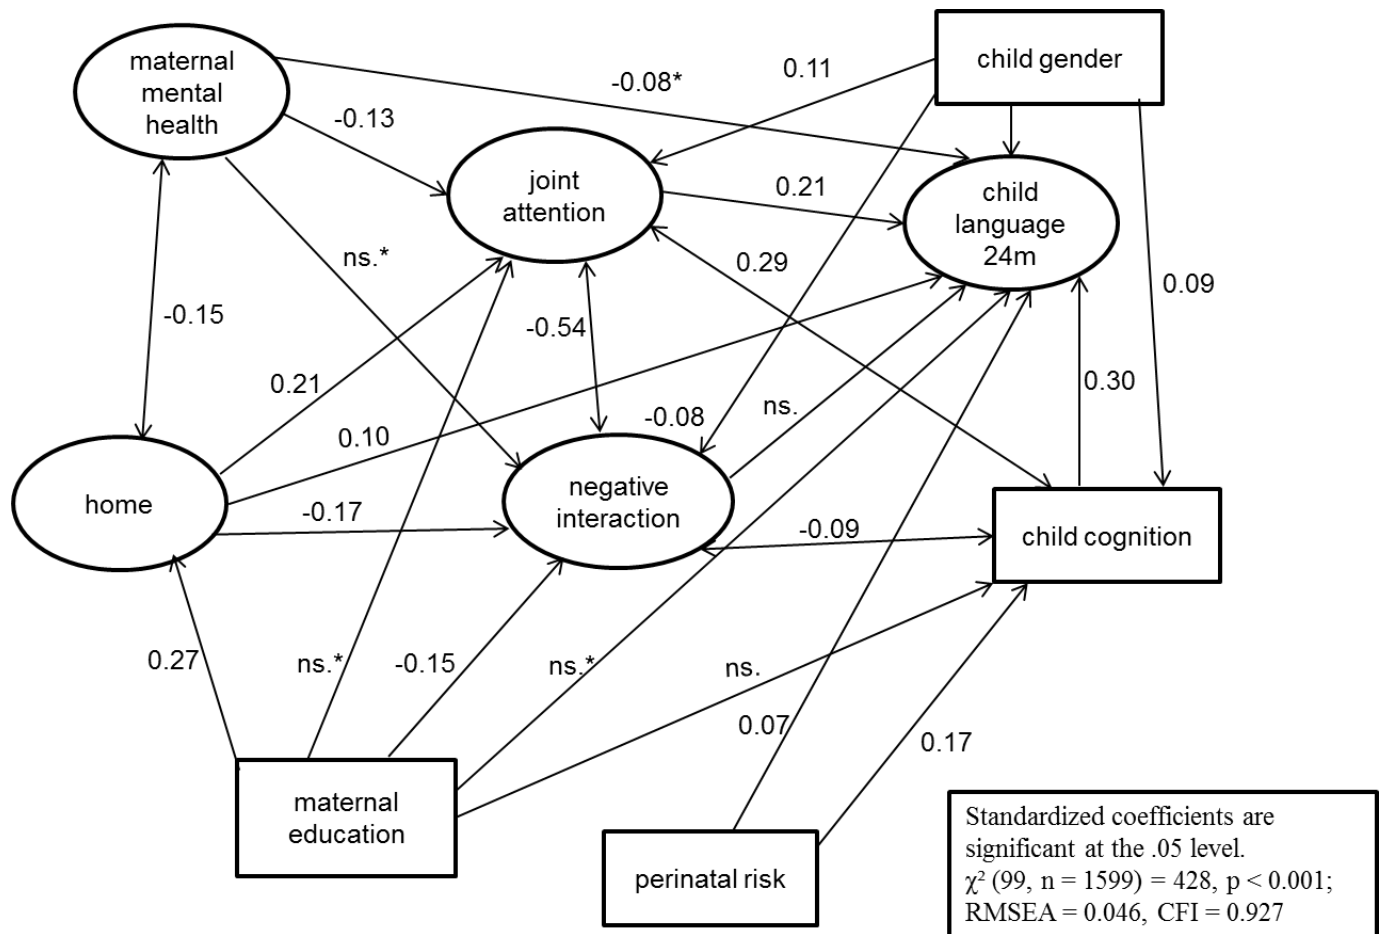 maternal
mental
health
child gender
-0.08*
0.11
-0.13
joint
attention
0.21
child
language
24m
ns.*
0.29
0.09
-0.15
-0.54
0.21
0.30
-0.08
ns.
0.10
home
-0.17
negative
interaction
-0.09
child cognition
0.27
ns.*
-0.15
ns.*
ns.
0.07
0.17
maternal
education
perinatal risk
Standardized coefficients are
significant at the .05 level.
χ² (99, n = 1599) = 428, p < 0.001;
RMSEA = 0.046, CFI = 0.927